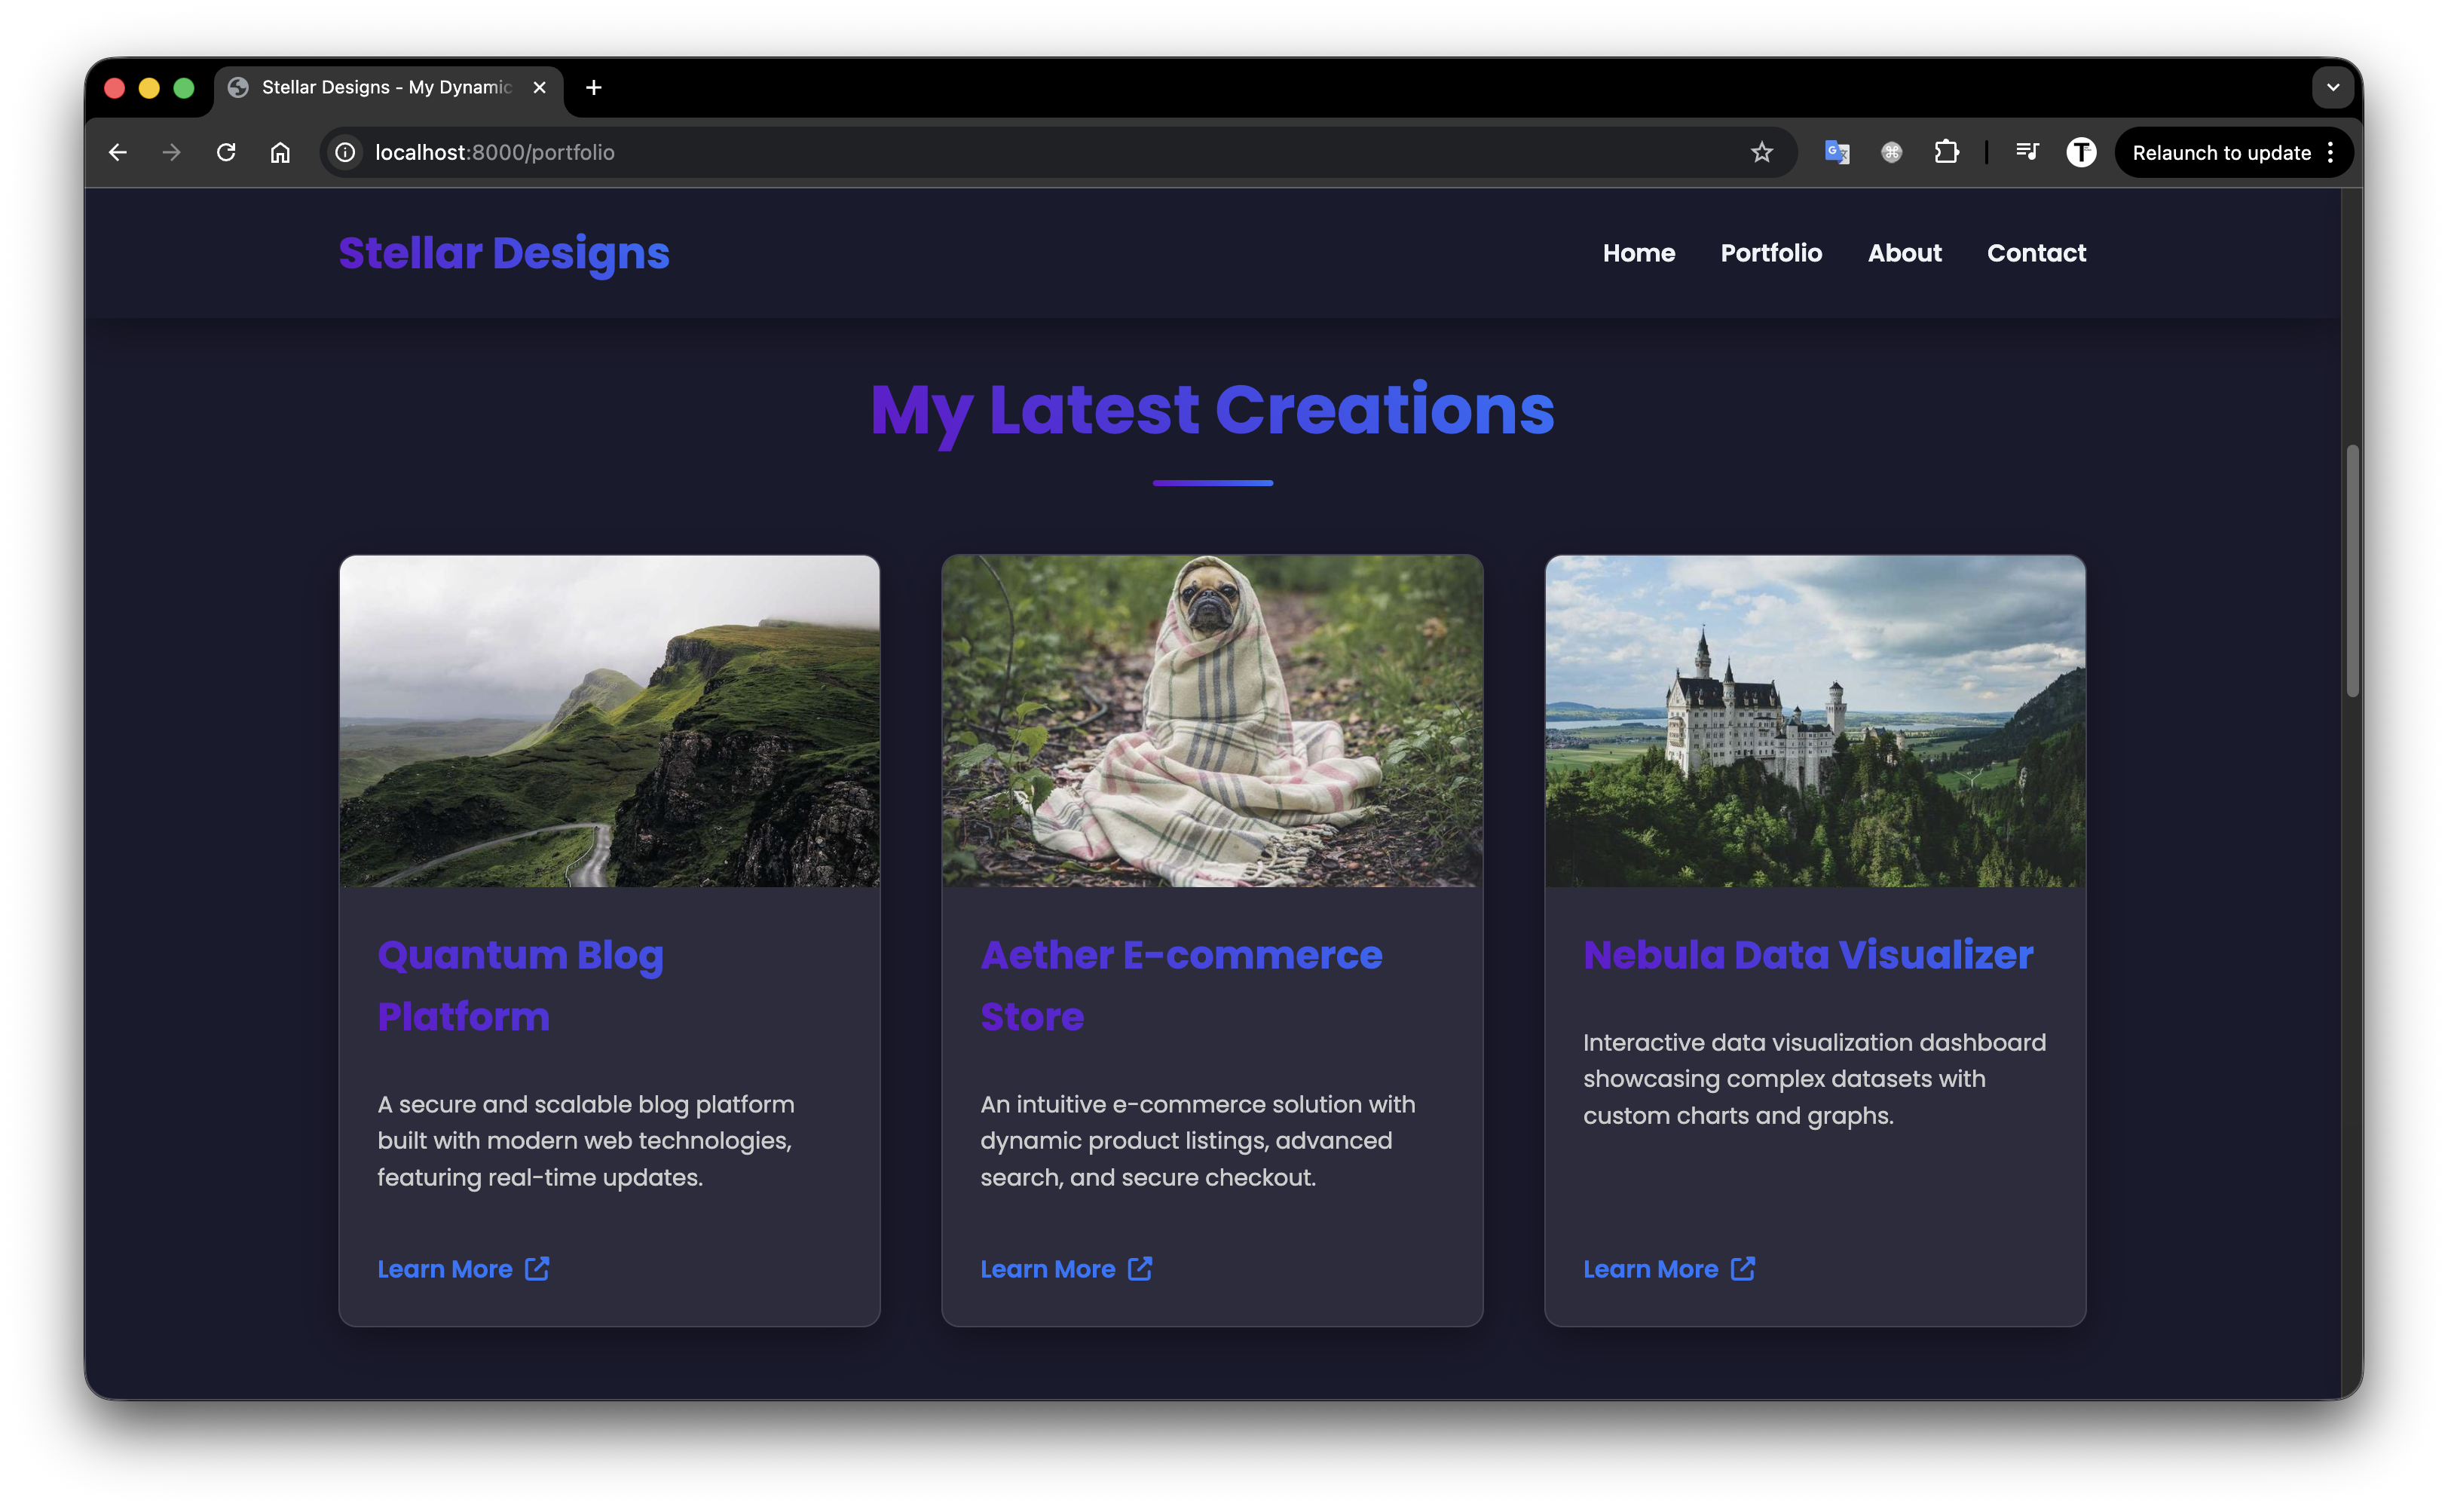 Stellar Designs - My Dynamic
localhost:8000/portfolio
Relaunch to update
Stellar Designs
Home Portfolio About Contact
My Latest Creations
Quantum Blog
Platform
A secure and scalable blog platform
built with modern web technologies,
featuring real-time updates.
Learn More
Aether E-commerce
Store
An intuitive e-commerce solution with
dynamic product listings, advanced
search, and secure checkout.
Learn More
Nebula Data Visualizer
Interactive data visualization dashboard
showcasing complex datasets with
custom charts and graphs.
Learn More